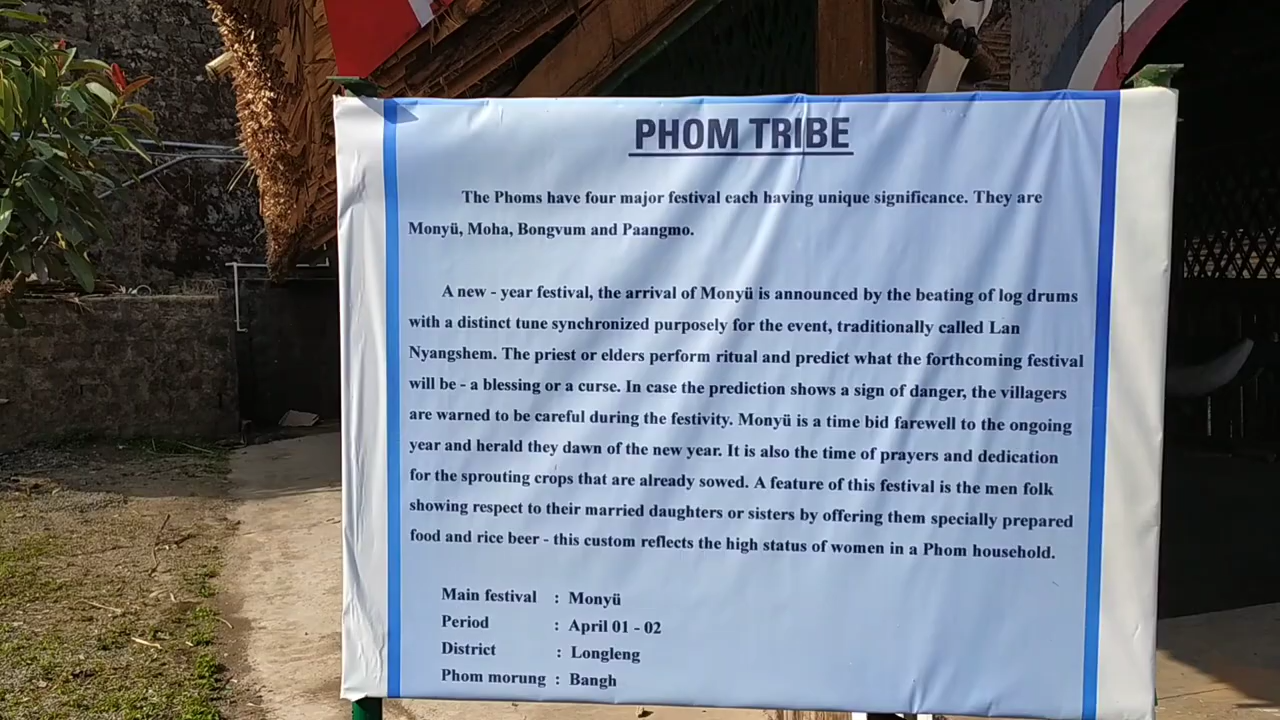 PHOM TRIBE
The Phoms have four major festival each having unique significance. They are
Monyü, Moha, Bongvum and Paangmo.
A new - year festival, the arrival of Monyü is announced by the beating of log drums
with a distinct tune synchronized purposely for the event, traditionally called Lan
Nyangshem. The priest or elders perform ritual and predict what the forthcoming festival
will be - a blessing or a curse. In case the prediction shows a sign of danger, the villagers
are warned to be careful during the festivity. Monyü is a time bid farewell to the ongoing
year and herald they dawn of the new year. It is also the time of prayers and dedication
for the sprouting crops that are already sowed. A feature of this festival is the men folk
showing respect to their married daughters or sisters by offering them specially prepared
food and rice beer - this custom reflects the high status of women in a Phom household.
Main festival : Monyü
Period : April 01 - 02
District : Longleng
Phom morung : Bangh